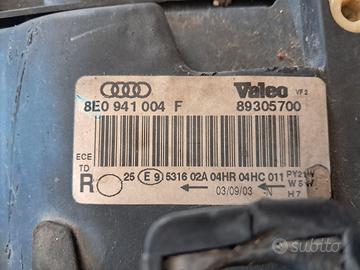 Valeo VF2
8E0 941 004 F 89305700
ECE
TD
R 26 E9 5316 02A 04HR 04HC 011 PY21W
03/09/03 N W5W
H7
subito